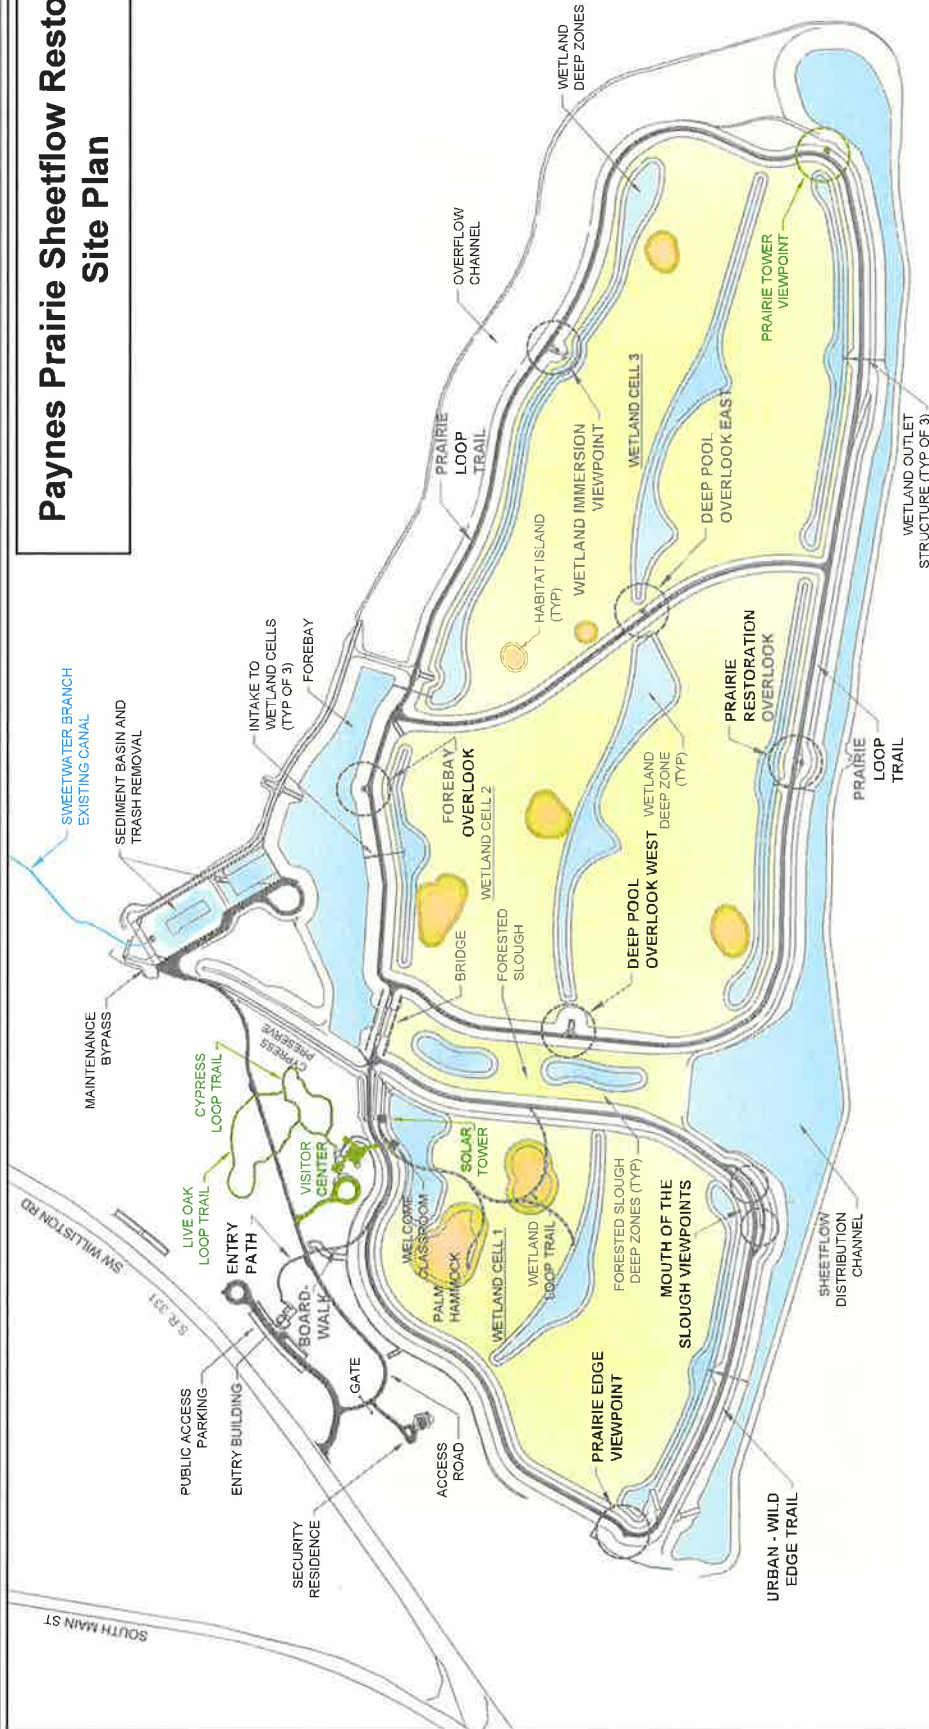 Paynes Prairie Sheetflow Resto
Site Plan
SWEETWATER BRANCH
EXISTING CANAL
SEDIMENT BASIN AND
TRASH REMOVAL
MAINTENANCE
BYPASS
INTAKE TO
WETLAND CELLS
(TYP OF 3)
FOREBAY
OVERFLOW
CHANNEL
WETLAND
DEEP ZONES
PRAIRIE
LOOP
TRAIL
SW WILLISTON RD
S.R. 331
SOUTH MAIN ST
LIVE OAK
LOOP TRAIL
CYPRESS
LOOP TRAIL
CYPRESS
PRESERVE
VISITOR
CENTER
ENTRY
PATH
BOARD-
WALK
PUBLIC ACCESS
PARKING
ENTRY BUILDING
GATE
SECURITY
RESIDENCE
ACCESS
ROAD
WELCOME
GLASSROOM
PALM
HAMMOCK
SOLAR
TOWER
WETLAND CELL 1
WETLAND
LOOP TRAIL
FORESTED SLOUGH
DEEP ZONES (TYP)
MOUTH OF THE
SLOUGH VIEWPOINTS
PRAIRIE EDGE
VIEWPOINT
URBAN - WILD
EDGE TRAIL
SHEETFLOW
DISTRIBUTION
CHANNEL
BRIDGE
FORESTED
SLOUGH
FOREBAY
OVERLOOK
WETLAND CELL 2
DEEP POOL
OVERLOOK WEST
WETLAND
DEEP ZONE
(TYP)
PRAIRIE
RESTORATION
OVERLOOK
PRAIRIE
LOOP
TRAIL
HABITAT ISLAND
(TYP)
WETLAND IMMERSION
VIEWPOINT
WETLAND CELL 3
DEEP POOL
OVERLOOK EAST
PRAIRIE TOWER
VIEWPOINT
WETLAND OUTLET
STRUCTURE (TYP OF 3)